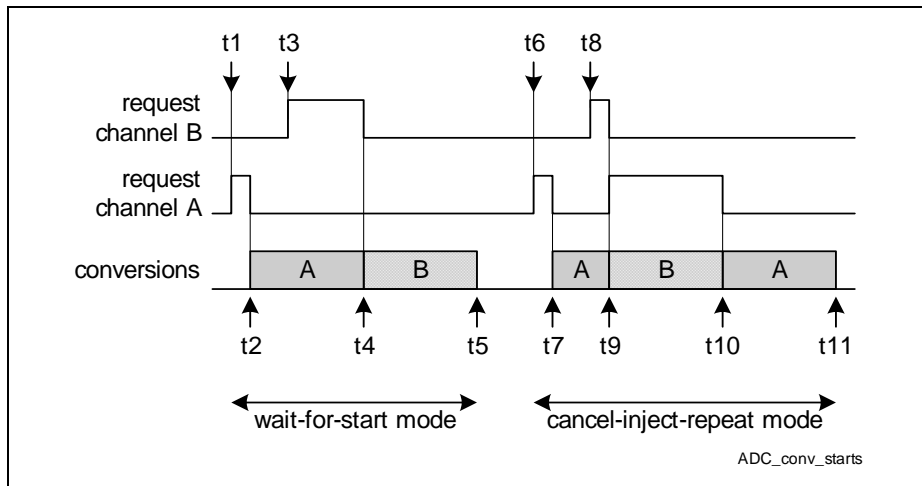 t1 t3 t6 t8
request
channel B
request
channel A
conversions A B A B A
t2 t4 t5 t7 t9 t10 t11
wait-for-start mode cancel-inject-repeat mode
ADC_conv_starts